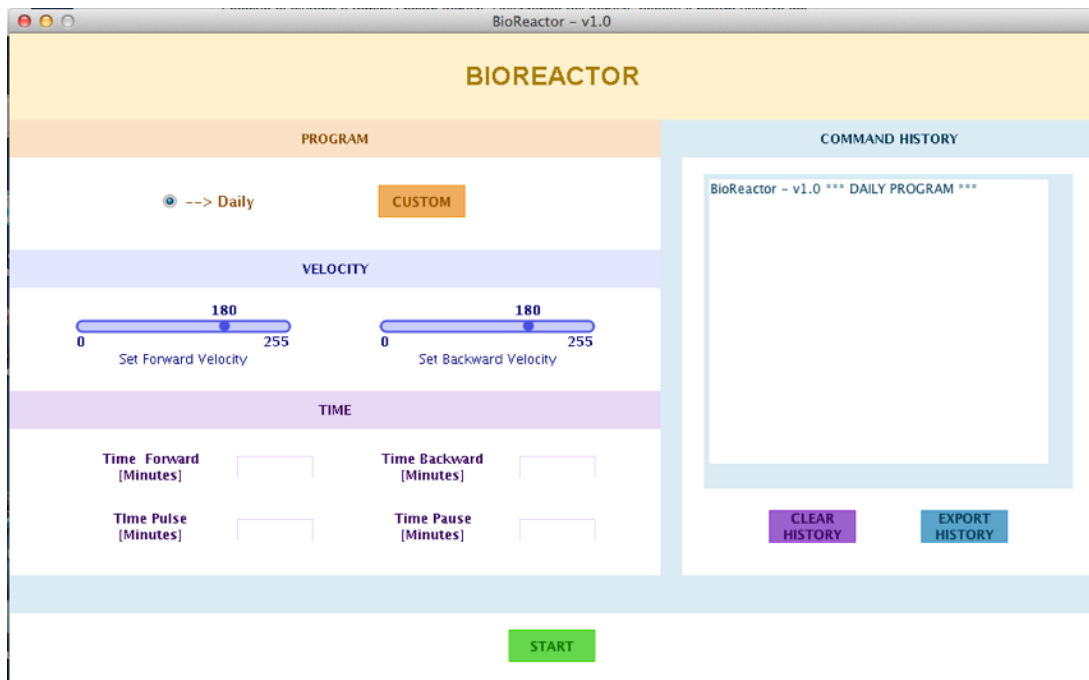 BioReactor – v1.0
BIOREACTOR
PROGRAM
--> Daily
CUSTOM
VELOCITY
180
0 255
Set Forward Velocity
180
0 255
Set Backward Velocity
TIME
Time Forward
[Minutes]
Time Backward
[Minutes]
TIme Pulse
[Minutes]
Time Pause
[Minutes]
COMMAND HISTORY
BioReactor – v1.0 *** DAILY PROGRAM ***
CLEAR
HISTORY
EXPORT
HISTORY
START